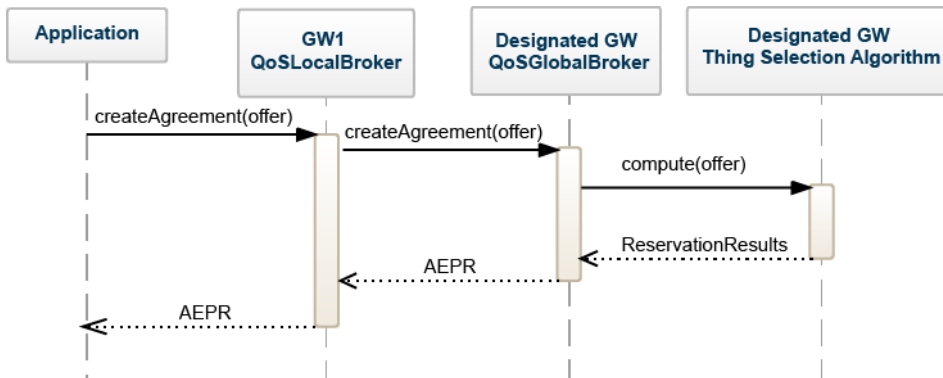 Application
GW1
QoSLocalBroker
Designated GW
QoSGlobalBroker
Designated GW
Thing Selection Algorithm
createAgreement(offer)
createAgreement(offer)
compute(offer)
ReservationResults
AEPR
AEPR